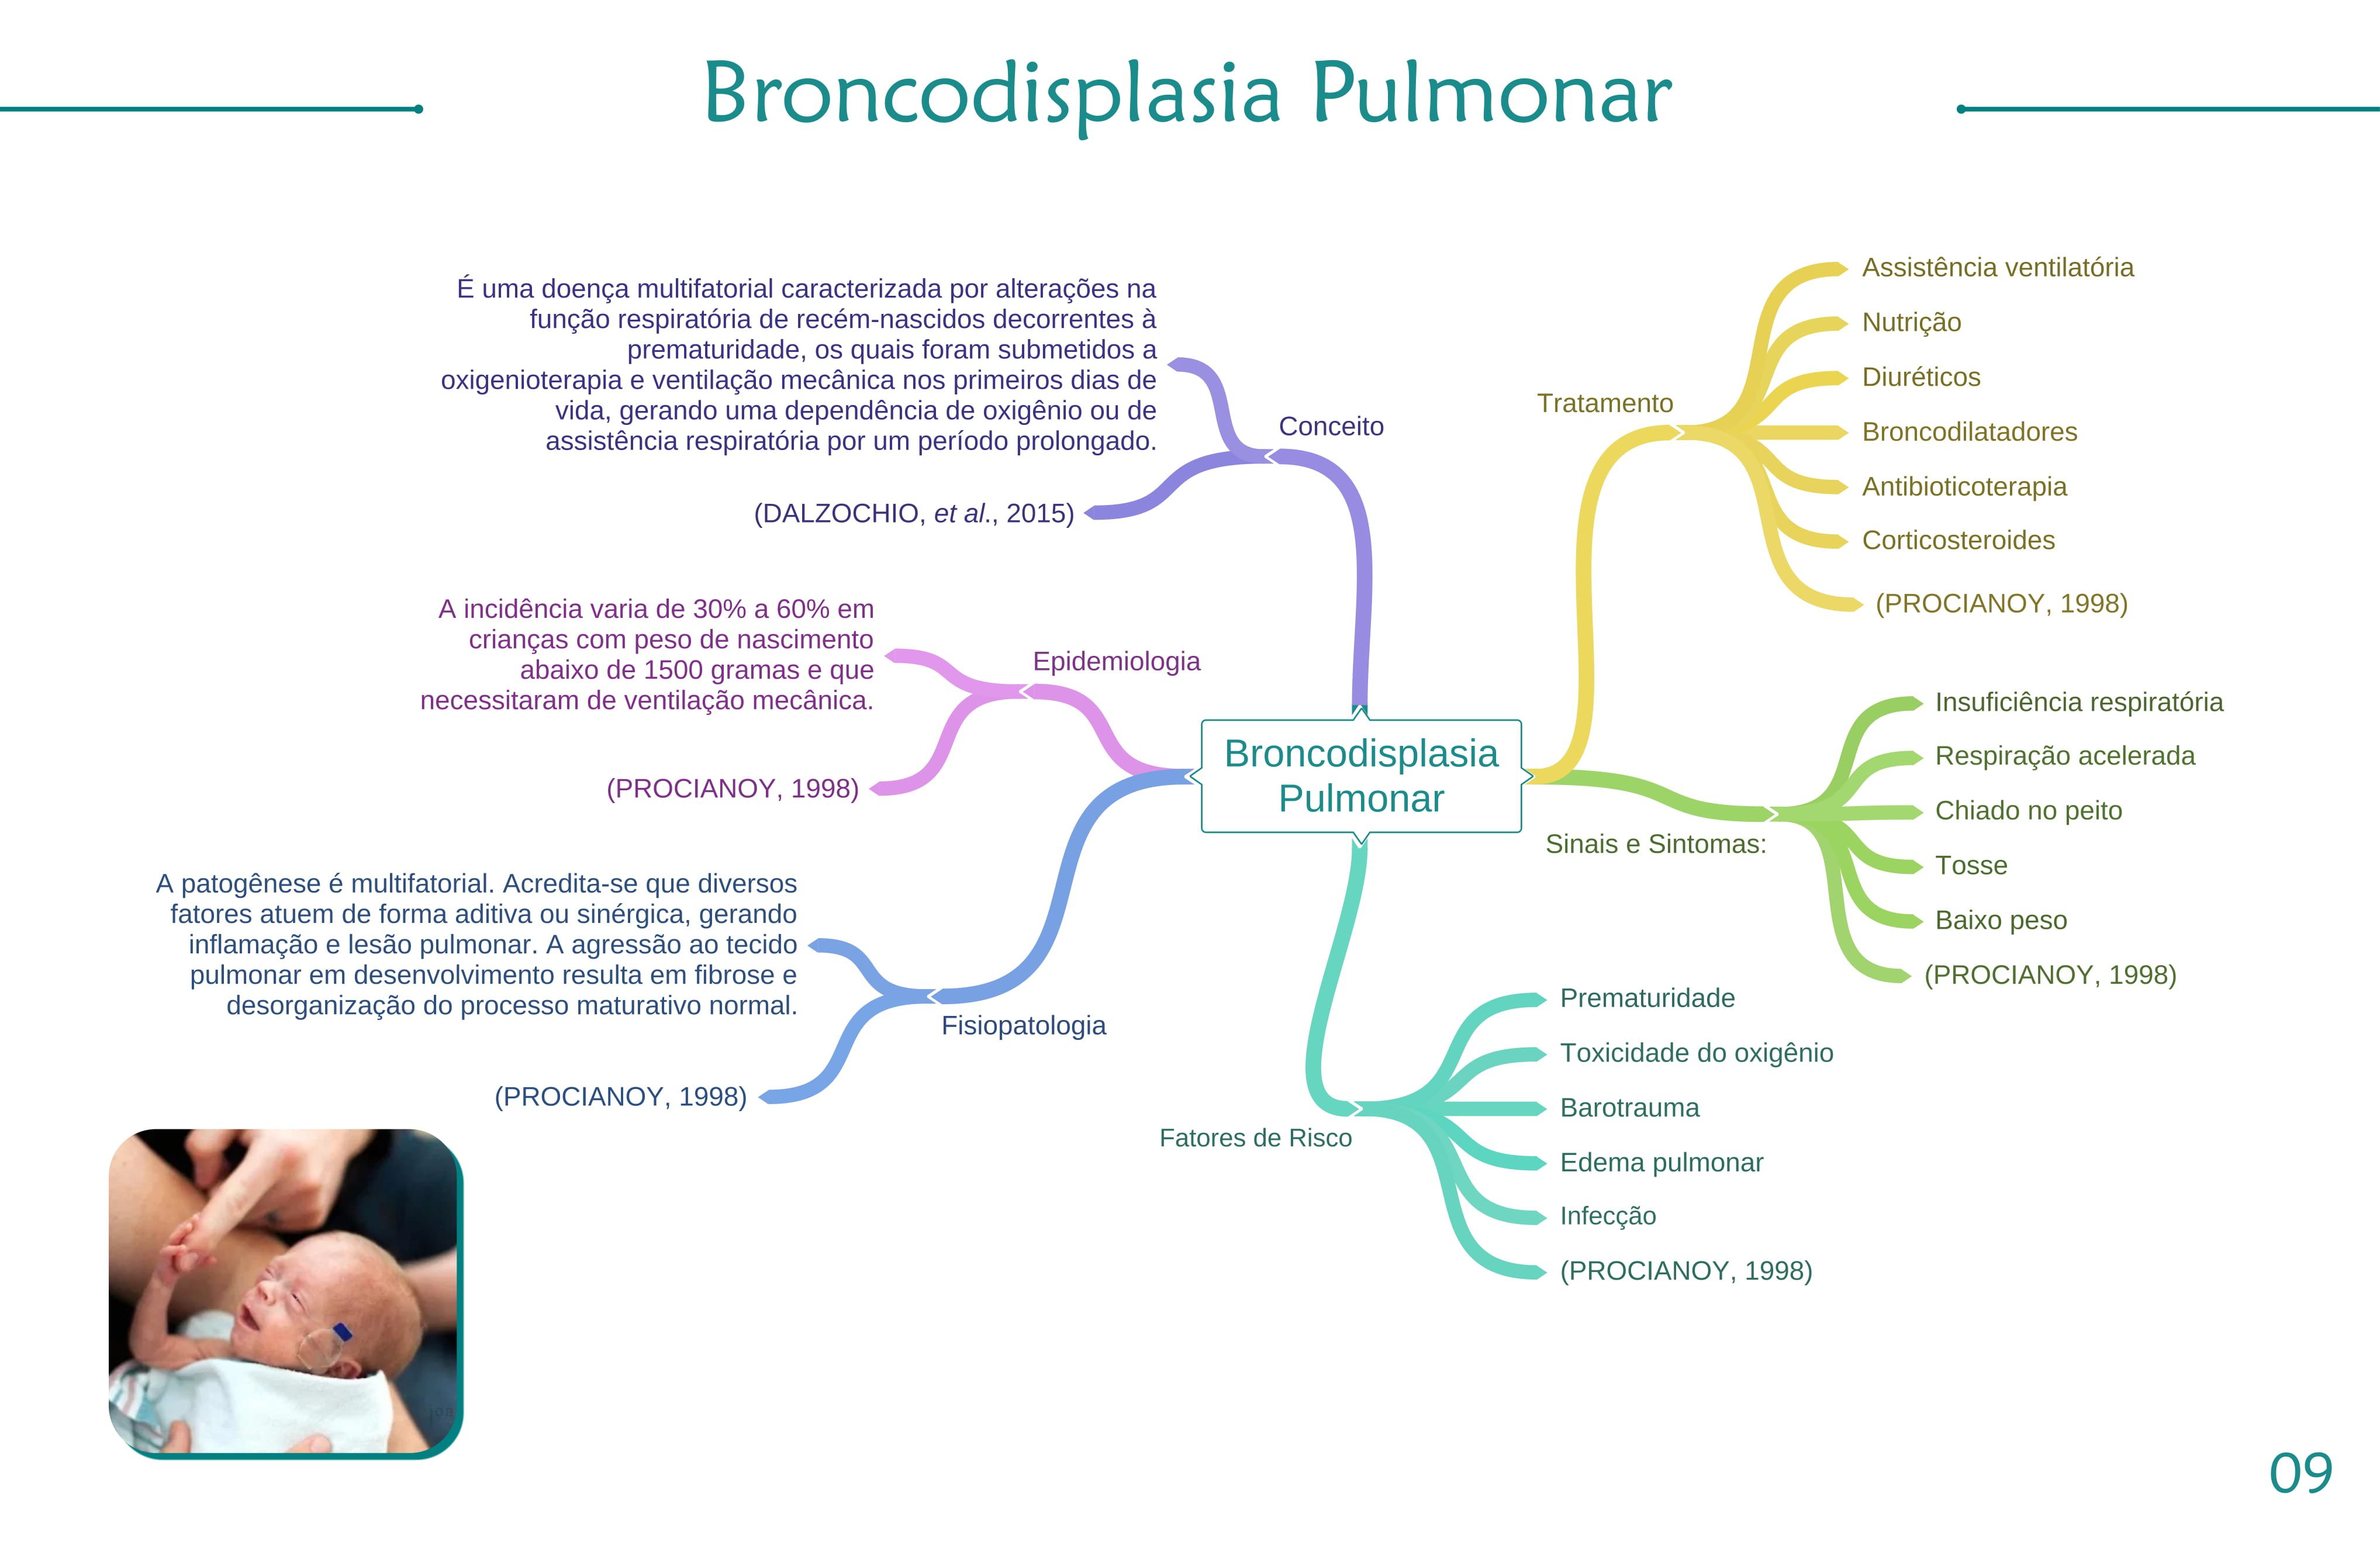 Broncodisplasia Pulmonar
É uma doença multifatorial caracterizada por alterações na
função respiratória de recém-nascidos decorrentes à
prematuridade, os quais foram submetidos a
oxigenioterapia e ventilação mecânica nos primeiros dias de
vida, gerando uma dependência de oxigênio ou de
assistência respiratória por um período prolongado.
Conceito
(DALZOCHIO, et al., 2015)
A incidência varia de 30% a 60% em
crianças com peso de nascimento
abaixo de 1500 gramas e que
necessitaram de ventilação mecânica.
Epidemiologia
(PROCIANOY, 1998)
A patogênese é multifatorial. Acredita-se que diversos
fatores atuem de forma aditiva ou sinérgica, gerando
inflamação e lesão pulmonar. A agressão ao tecido
pulmonar em desenvolvimento resulta em fibrose e
desorganização do processo maturativo normal.
Fisiopatologia
(PROCIANOY, 1998)
Broncodisplasia
Pulmonar
Tratamento
Assistência ventilatória
Nutrição
Diuréticos
Broncodilatadores
Antibioticoterapia
Corticosteroides
(PROCIANOY, 1998)
Sinais e Sintomas:
Insuficiência respiratória
Respiração acelerada
Chiado no peito
Tosse
Baixo peso
(PROCIANOY, 1998)
Fatores de Risco
Prematuridade
Toxicidade do oxigênio
Barotrauma
Edema pulmonar
Infecção
(PROCIANOY, 1998)
09